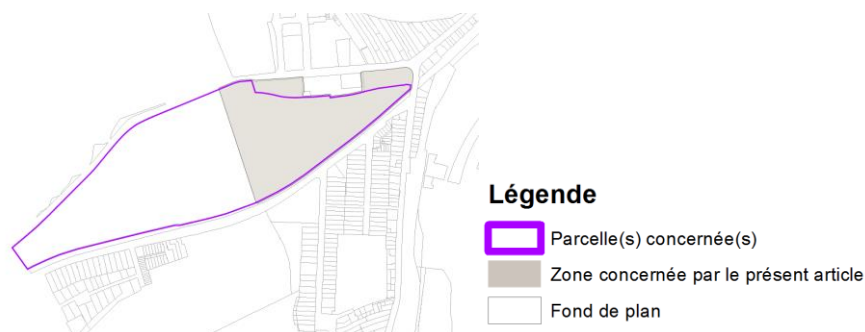 Légende
Parcelle(s) concernée(s)
Zone concernée par le présent article
Fond de plan